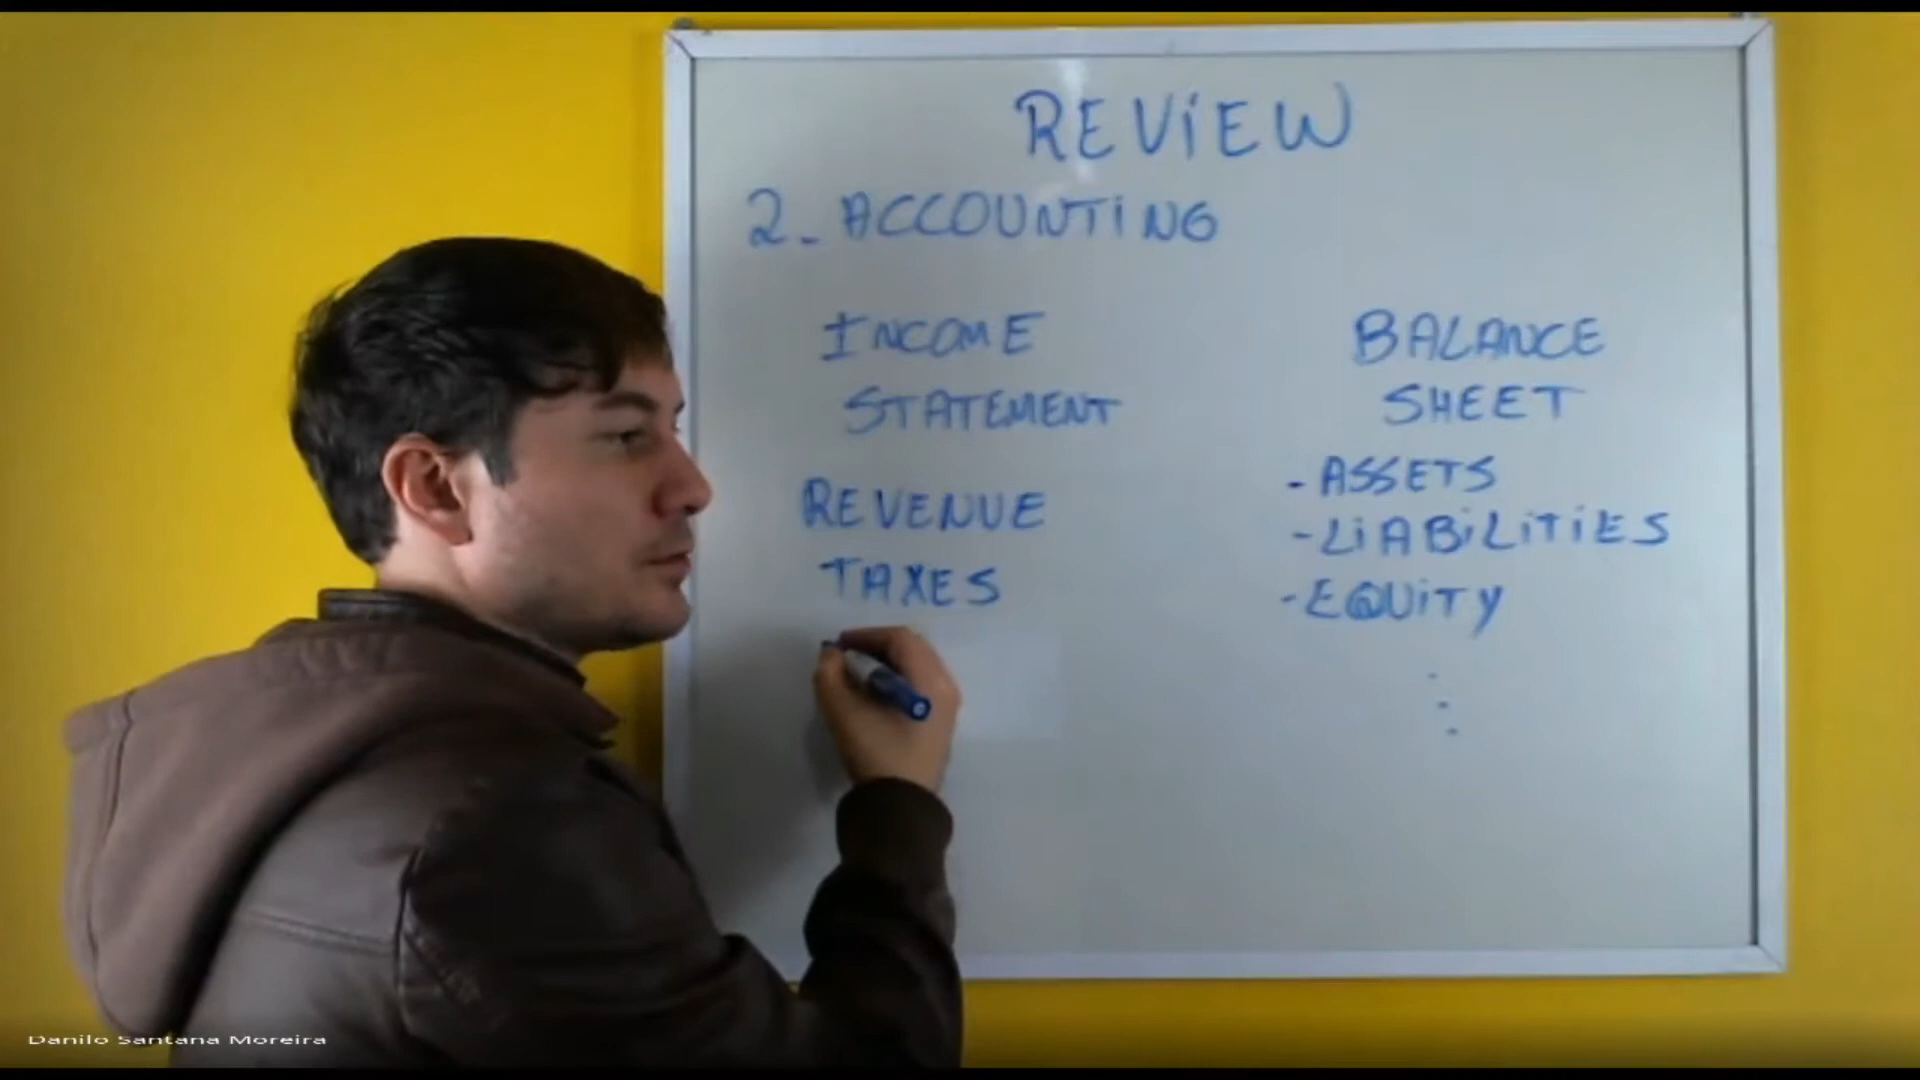 REVIEW
2- ACCOUNTING
INCOME
STATEMENT
REVENUE
TAXES
BALANCE
SHEET
- ASSETS
- LIABILITIES
- EQUITY
Danilo Santana Moreira